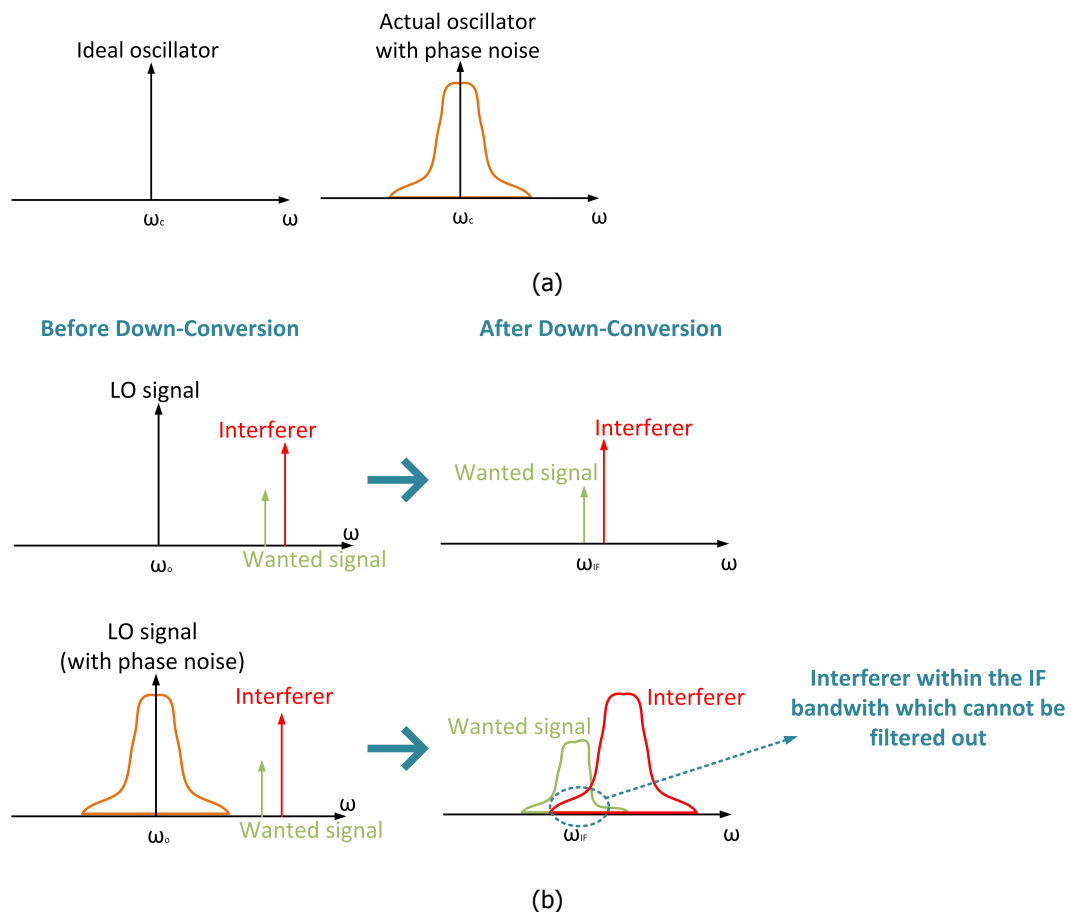 Ideal oscillator
Actual oscillator
with phase noise
ωc
ω
ωc
ω
(a)
Before Down-Conversion
After Down-Conversion
LO signal
Interferer
Wanted signal
ωo
ω
Interferer
Wanted signal
ωIF
ω
LO signal
(with phase noise)
Interferer
Wanted signal
ωo
ω
Wanted signal
Interferer
ωIF
ω
Interferer within the IF
bandwith which cannot be
filtered out
(b)